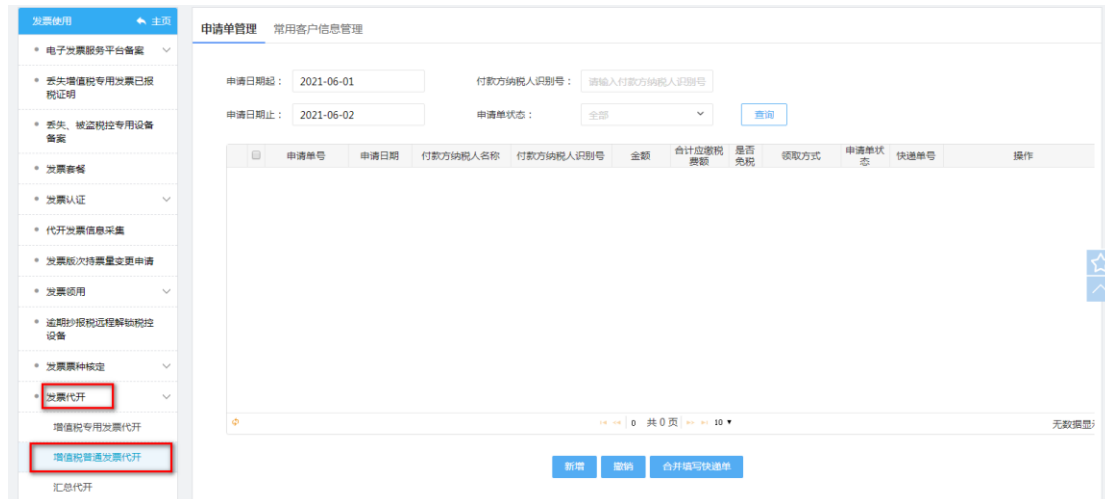 发票使用
主页
电子发票服务平台备案
丢失增值税专用发票已报
税证明
丢失、被盗税控专用设备
备案
发票套餐
发票认证
代开发票信息采集
发票版次持票量变更申请
发票领用
逾期抄报税远程解锁税控
设备
发票票种核定
发票代开
增值税专用发票代开
增值税普通发票代开
汇总代开
申请单管理 常用客户信息管理
申请日期起： 2021-06-01 付款方纳税人识别号： 请输入付款方纳税人识别号
申请日期止： 2021-06-02 申请单状态： 全部 查询
申请单号 申请日期 付款方纳税人名称 付款方纳税人识别号 金额 合计应缴税费额 是否免税 领取方式 申请单状态 快递单号 操作
0 共 0 页 10 无数据显
新增 撤销 合并填写快递单